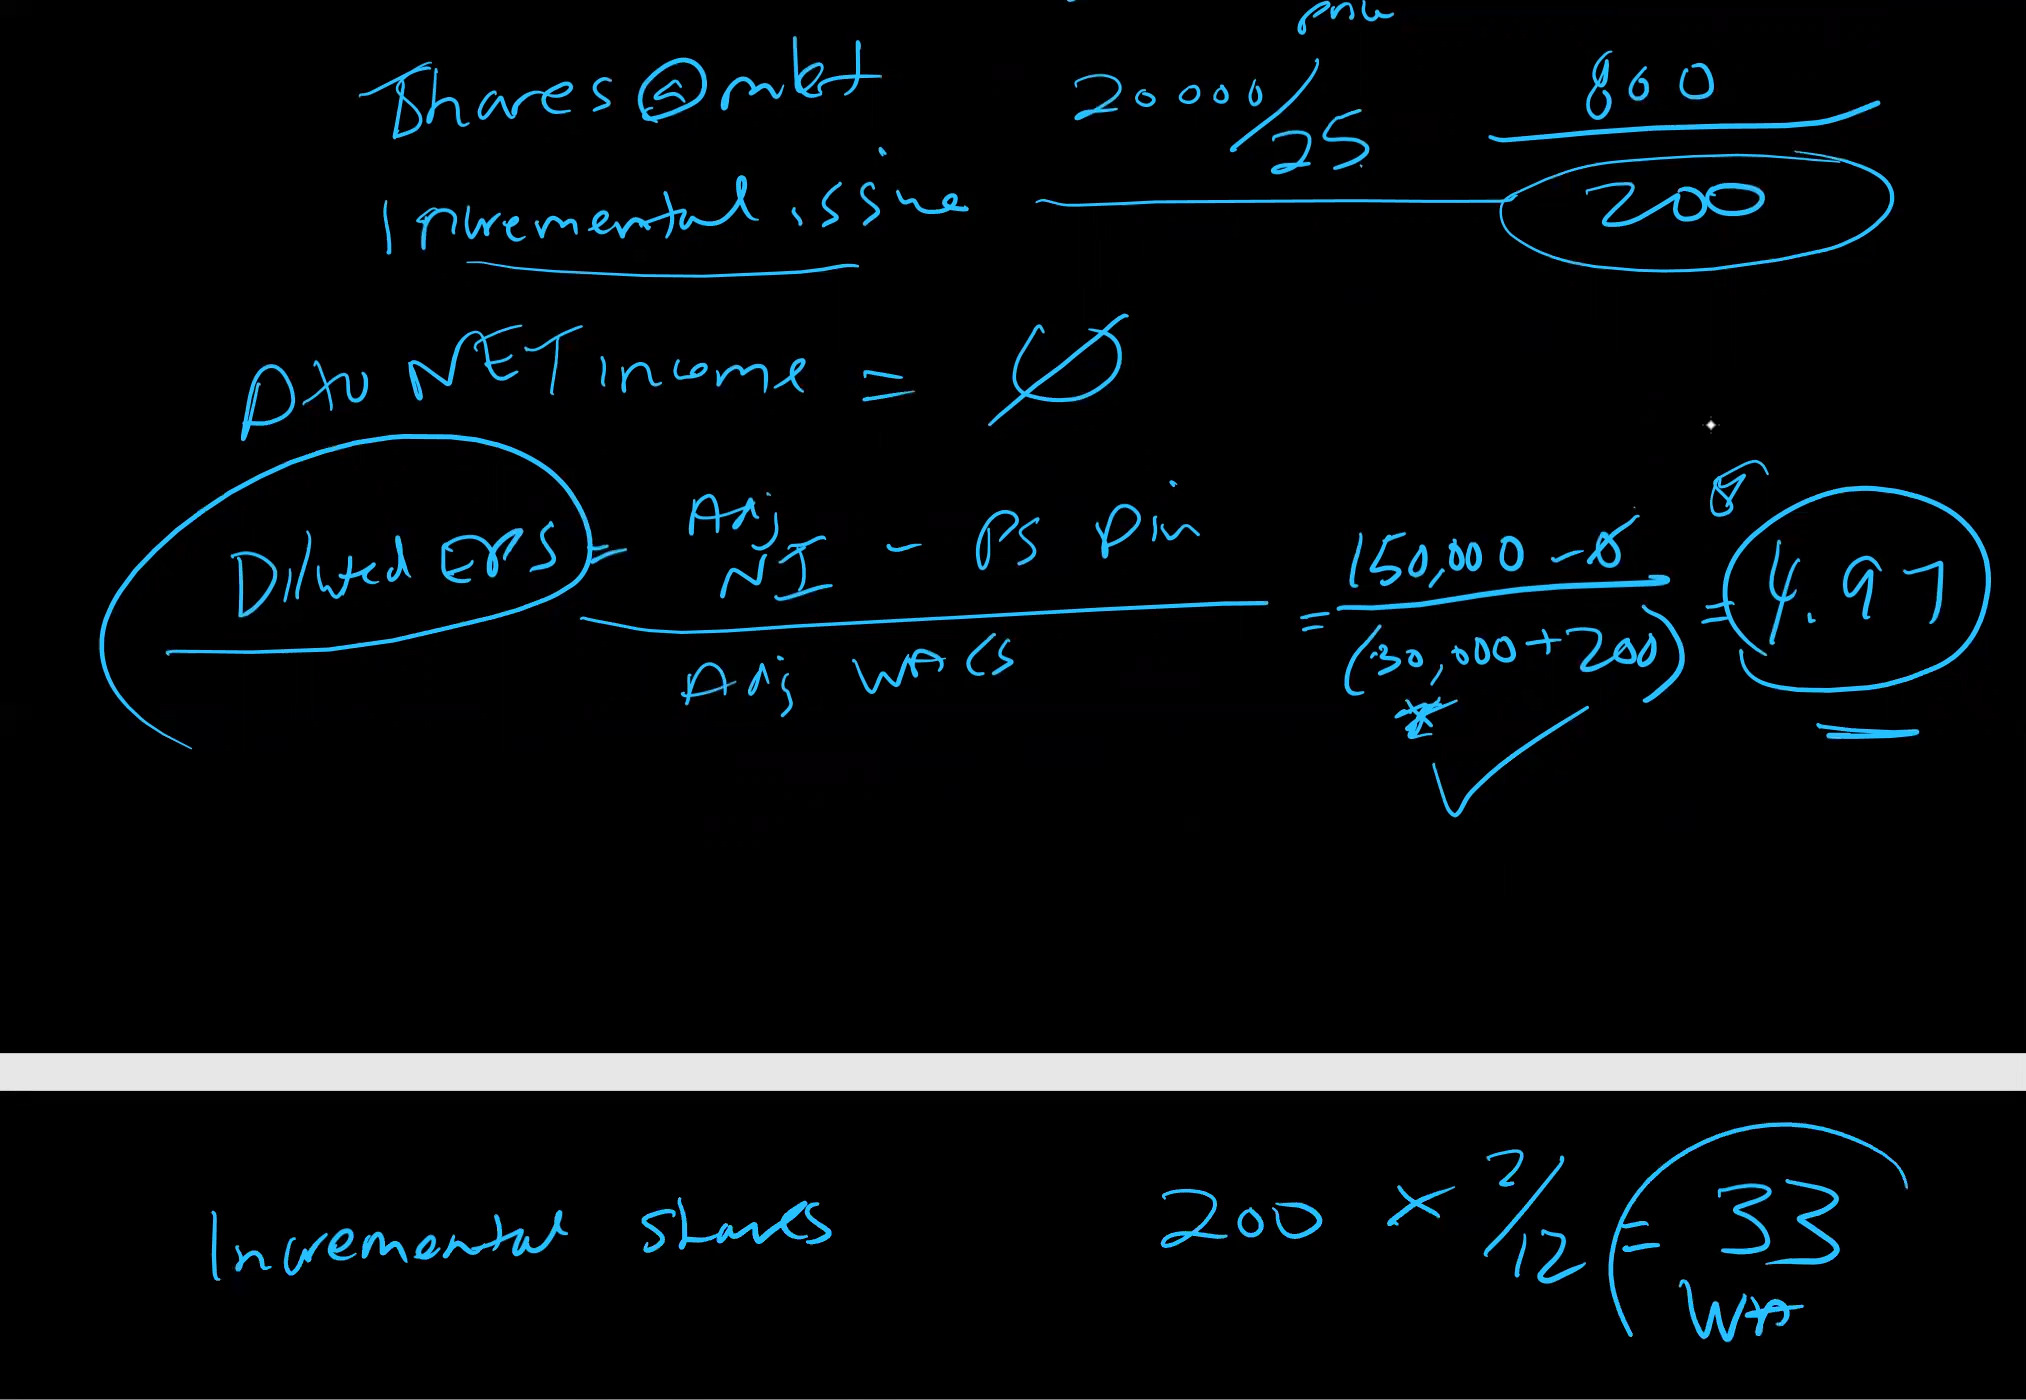 price
Shares @ mkt 20000/25 800
Incremental issue 200
Δ to NET income = Ø
Diluted EPS = Adj NI - PS Div / Adj WACS = 150,000 - 0 / (30,000 + 200) = $ 4.97
Incremental shares 200 × 2/12 = 33
WA